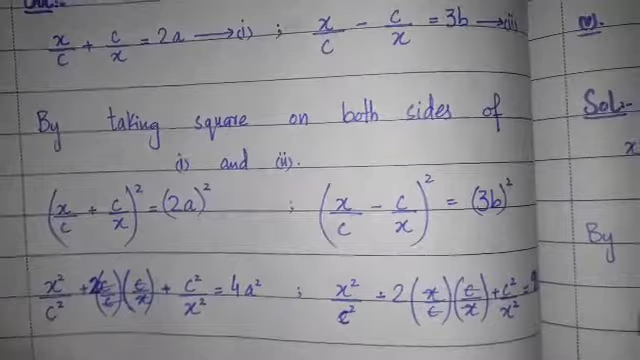 Sol:
x/c + c/x = 2a → (i) ; x/c - c/x = 3b → (ii)
By taking square on both sides of
(i) and (ii).
(x/c + c/x)² = (2a)² ; (x/c - c/x)² = (3b)²
x²/c² + 2(x/c)(c/x) + c²/x² = 4a² ; x²/c² - 2(x/c)(c/x) + c²/x² =
Sol:-
x
By